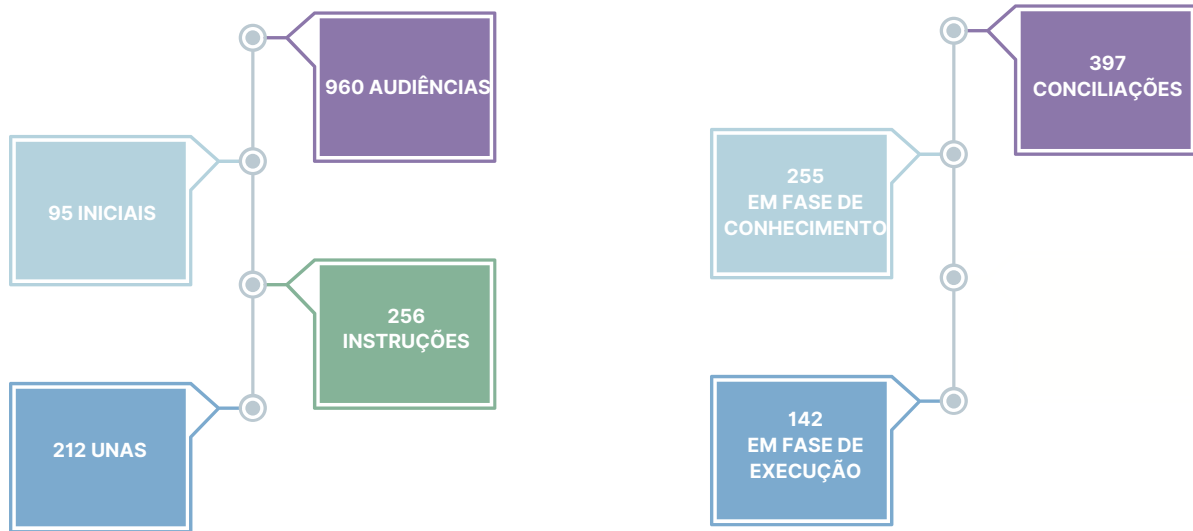 960 AUDIÊNCIAS
95 INICIAIS
256
INSTRUÇÕES
212 UNAS
397
CONCILIAÇÕES
255
EM FASE DE
CONHECIMENTO
142
EM FASE DE
EXECUÇÃO